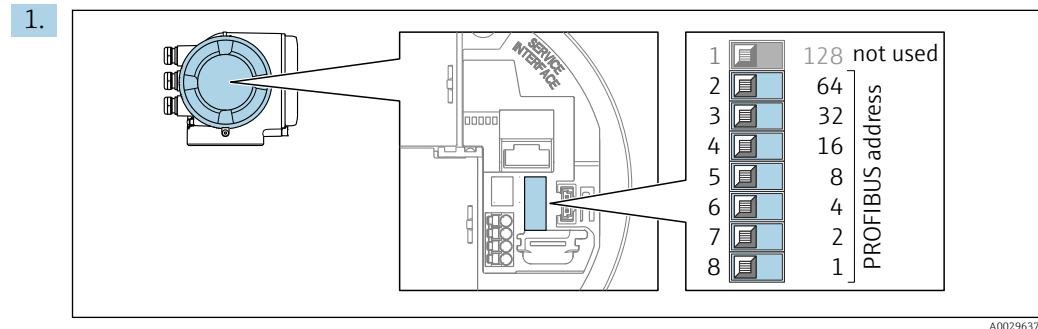 1.
SERVICE
INTERFACE
1 128 not used
2 64
3 32
4 16
5 8
6 4
7 2
8 1
PROFIBUS address
A0029637